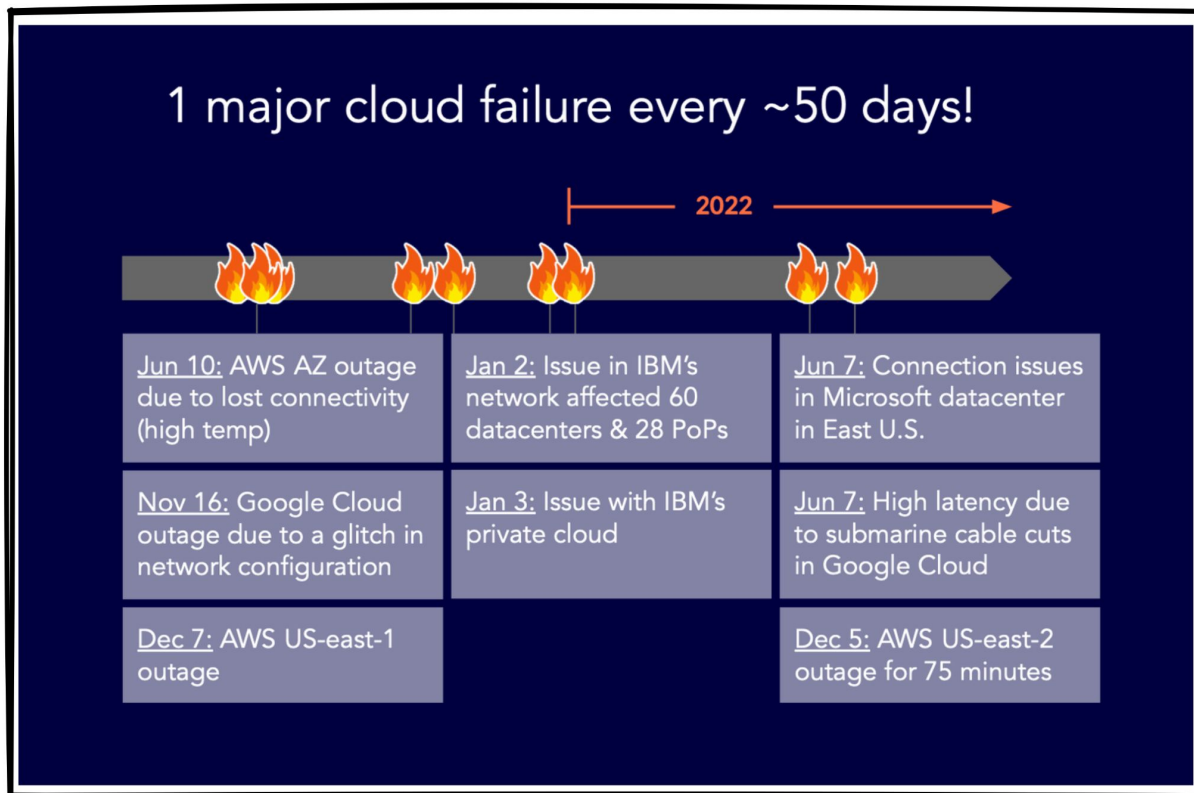 1 major cloud failure every ~50 days!
2022
Jun 10: AWS AZ outage
due to lost connectivity
(high temp)
Nov 16: Google Cloud
outage due to a glitch in
network configuration
Dec 7: AWS US-east-1
outage
Jan 2: Issue in IBM's
network affected 60
datacenters & 28 PoPs
Jan 3: Issue with IBM's
private cloud
Jun 7: Connection issues
in Microsoft datacenter
in East U.S.
Jun 7: High latency due
to submarine cable cuts
in Google Cloud
Dec 5: AWS US-east-2
outage for 75 minutes